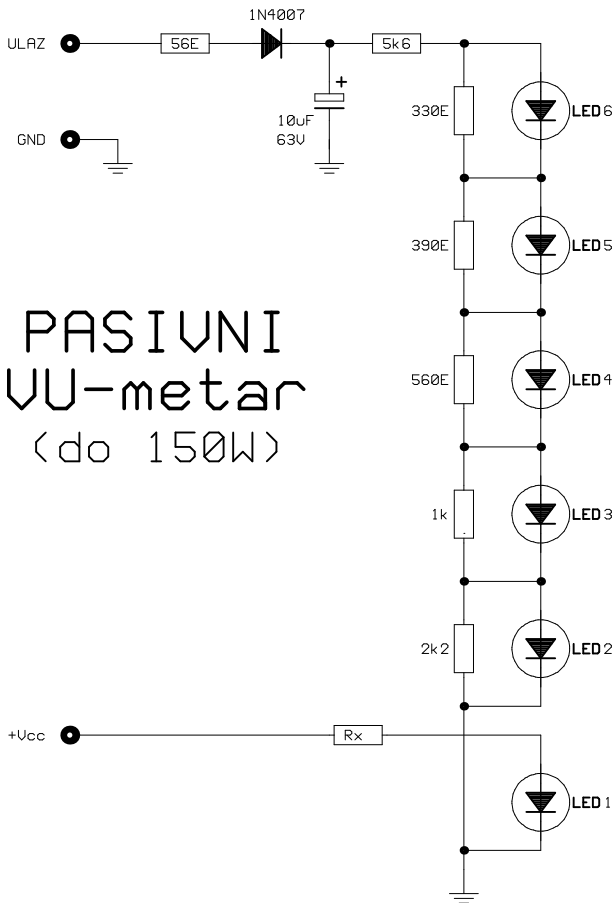 1N4007
ULAZ
56E
5k6
+
10uF
63V
330E
LED6
GND
390E
LED5
PASIVNI
VU-metar
(do 150W)
560E
LED4
1k
LED3
2k2
LED2
+Vcc
Rx
LED1